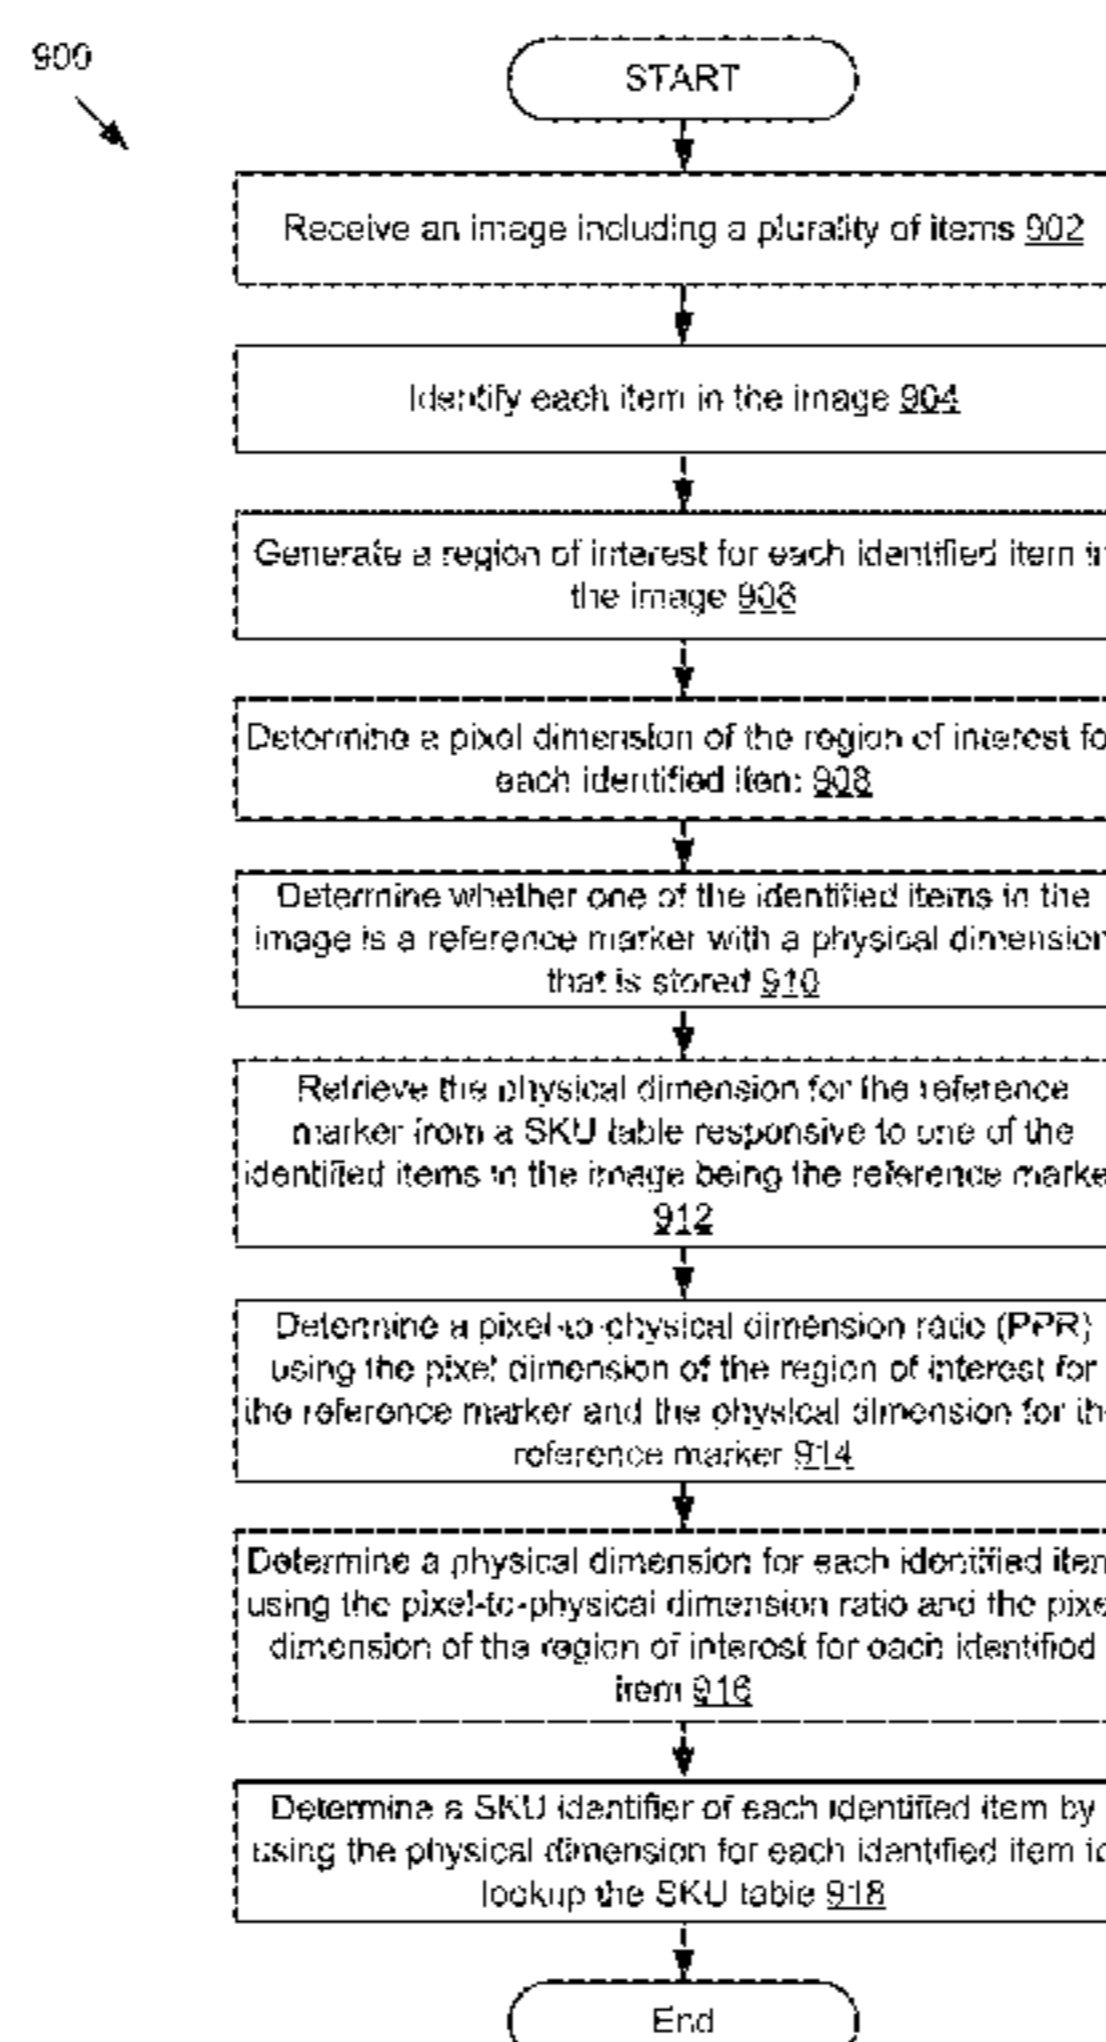 900
START
Receive an image including a plurality of items 902
Identify each item in the image 904
Generate a region of interest for each identified item in
the image 906
Determine a pixel dimension of the region of interest fo
each identified item 908
Determine whether one of the identified items in the
image is a reference marker with a physical dimension
that is stored 910
Retrieve the physical dimension for the reference
marker from a SKU table responsive to one of the
identified items in the image being the reference marke
912
Determine a pixel-to-physical dimension ratio (PPR)
using the pixel dimension of the region of interest for
the reference marker and the physical dimension for the
reference marker 914
Determine a physical dimension for each identified item
using the pixel-to-physical dimension ratio and the pixe
dimension of the region of interest for each identified
item 916
Determine a SKU identifier of each identified item by
using the physical dimension for each identified item to
lookup the SKU table 918
End